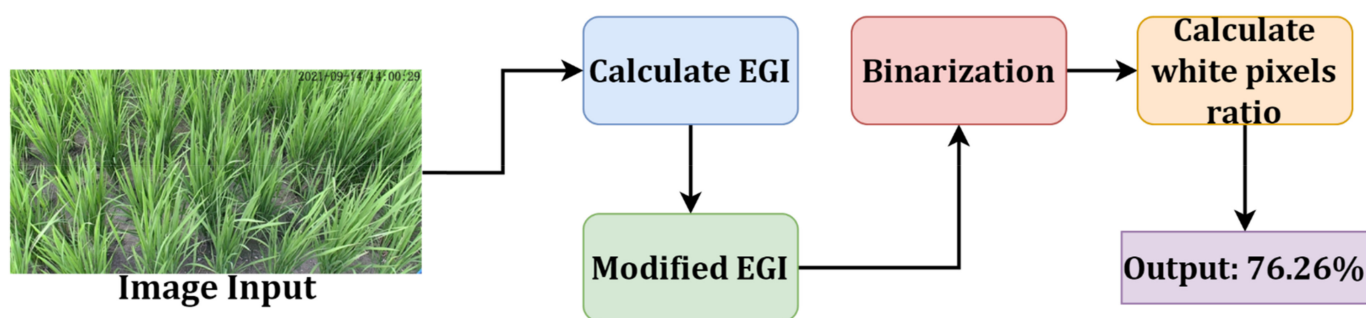 2021-09-14 14:00:29
Image Input
Calculate EGI
Modified EGI
Binarization
Calculate
white pixels
ratio
Output: 76.26%